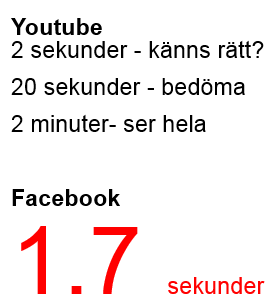 Youtube
2 sekunder - känns rätt?
20 sekunder - bedöma
2 minuter- ser hela
Facebook
1.7 sekunder